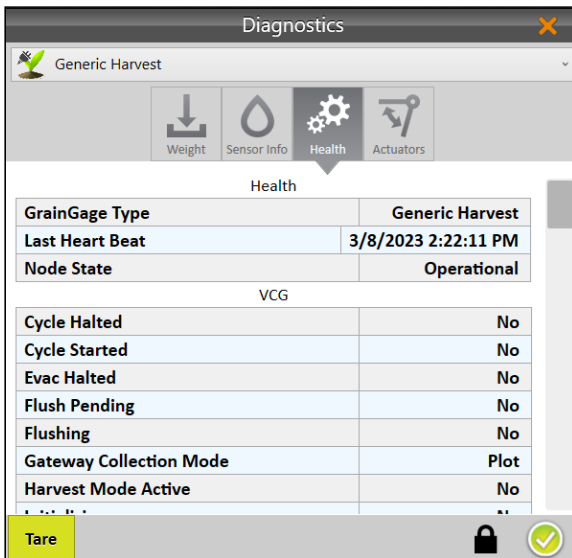 Diagnostics
Generic Harvest
Weight Sensor Info Health Actuators
Health
GrainGage Type Generic Harvest
Last Heart Beat 3/8/2023 2:22:11 PM
Node State Operational
VCG
Cycle Halted No
Cycle Started No
Evac Halted No
Flush Pending No
Flushing No
Gateway Collection Mode Plot
Harvest Mode Active No
Tare